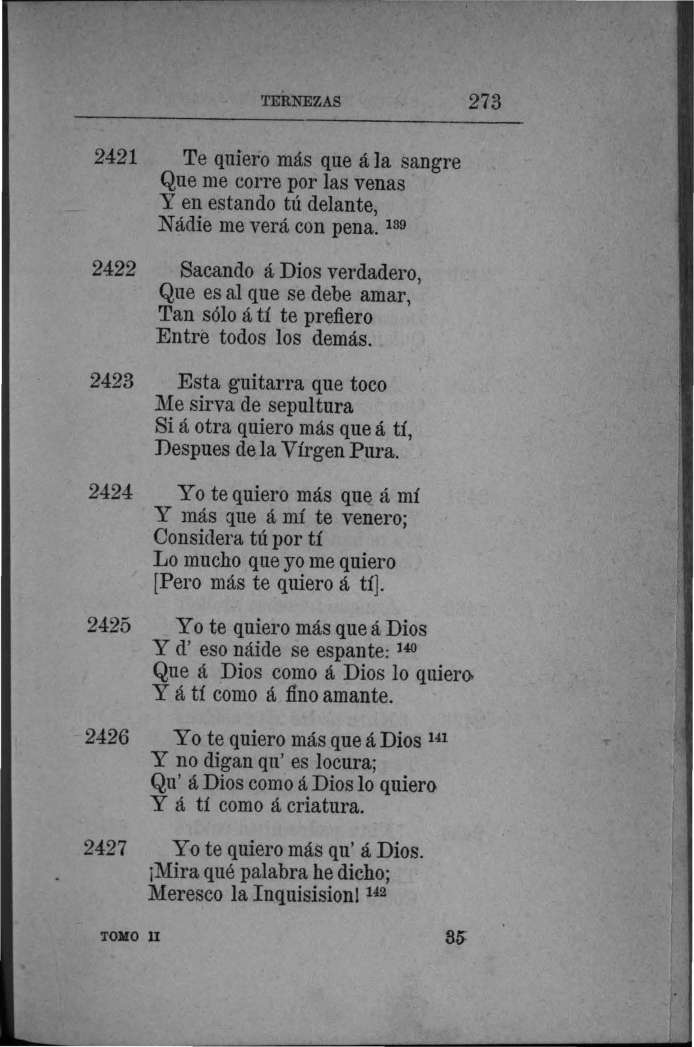 TERNEZAS 273
2421 Te quiero más que á la sangre
Que me corre por las venas
Y en estando tú delante,
Nádie me verá con pena. 139
2422 Sacando á Dios verdadero,
Que es al que se debe amar,
Tan sólo á tí te prefiero
Entre todos los demás.
2423 Esta guitarra que toco
Me sirva de sepultura
Si á otra quiero más que á tí,
Despues de la Vírgen Pura.
2424 Yo te quiero más que á mí
Y más que á mí te venero;
Considera tú por tí
Lo mucho que yo me quiero
[Pero más te quiero á tí].
2425 Yo te quiero más que á Dios
Y d' eso náide se espante: 140
Que á Dios como á Dios lo quiero
Y á tí como á fino amante.
2426 Yo te quiero más que á Dios 141
Y no digan qu' es locura;
Qu' á Dios como á Dios lo quiero
Y á tí como á criatura.
2427 Yo te quiero más qu' á Dios.
¡Mira qué palabra he dicho;
Meresco la Inquisision! 142
TOMO II 35